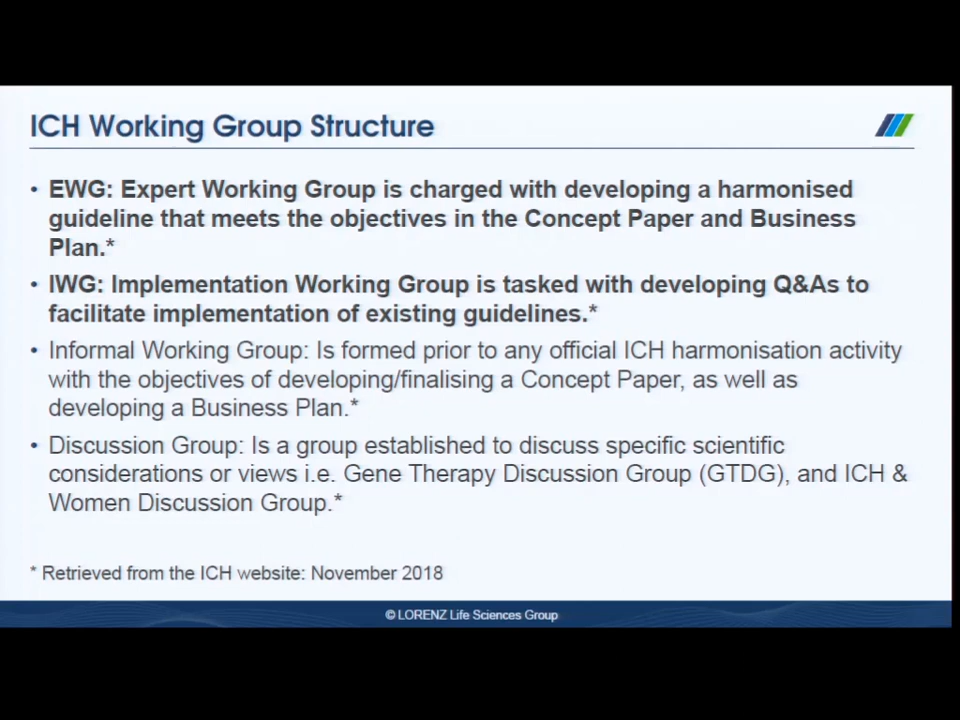 ICH Working Group Structure
• EWG: Expert Working Group is charged with developing a harmonised
guideline that meets the objectives in the Concept Paper and Business
Plan.*
• IWG: Implementation Working Group is tasked with developing Q&As to
facilitate implementation of existing guidelines.*
• Informal Working Group: Is formed prior to any official ICH harmonisation activity
with the objectives of developing/finalising a Concept Paper, as well as
developing a Business Plan.*
• Discussion Group: Is a group established to discuss specific scientific
considerations or views i.e. Gene Therapy Discussion Group (GTDG), and ICH &
Women Discussion Group.*
* Retrieved from the ICH website: November 2018
© LORENZ Life Sciences Group